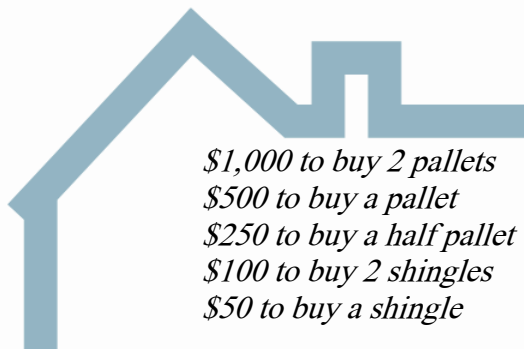 $1,000 to buy 2 pallets
$500 to buy a pallet
$250 to buy a half pallet
$100 to buy 2 shingles
$50 to buy a shingle